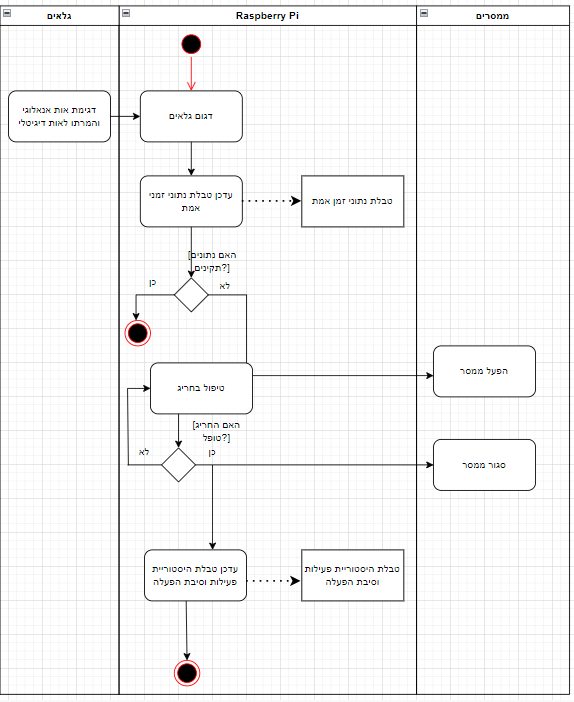 גלאים
Raspberry Pi
ממסרים
דגימת אות אנאלוגי
והמרתו לאות דיגיטלי
דגום גלאים
עדכן טבלת נתוני זמני
אמת
טבלת נתוני זמן אמת
האם נתונים]
[?תקינים
כן
לא
טיפול בחריג
הפעל ממסר
האם החריג]
[?טופל
לא
כן
סגור ממסר
עדכן טבלת היסטוריית
פעילות וסיבת הפעלה
טבלת היסטוריית פעילות
וסיבת הפעלה